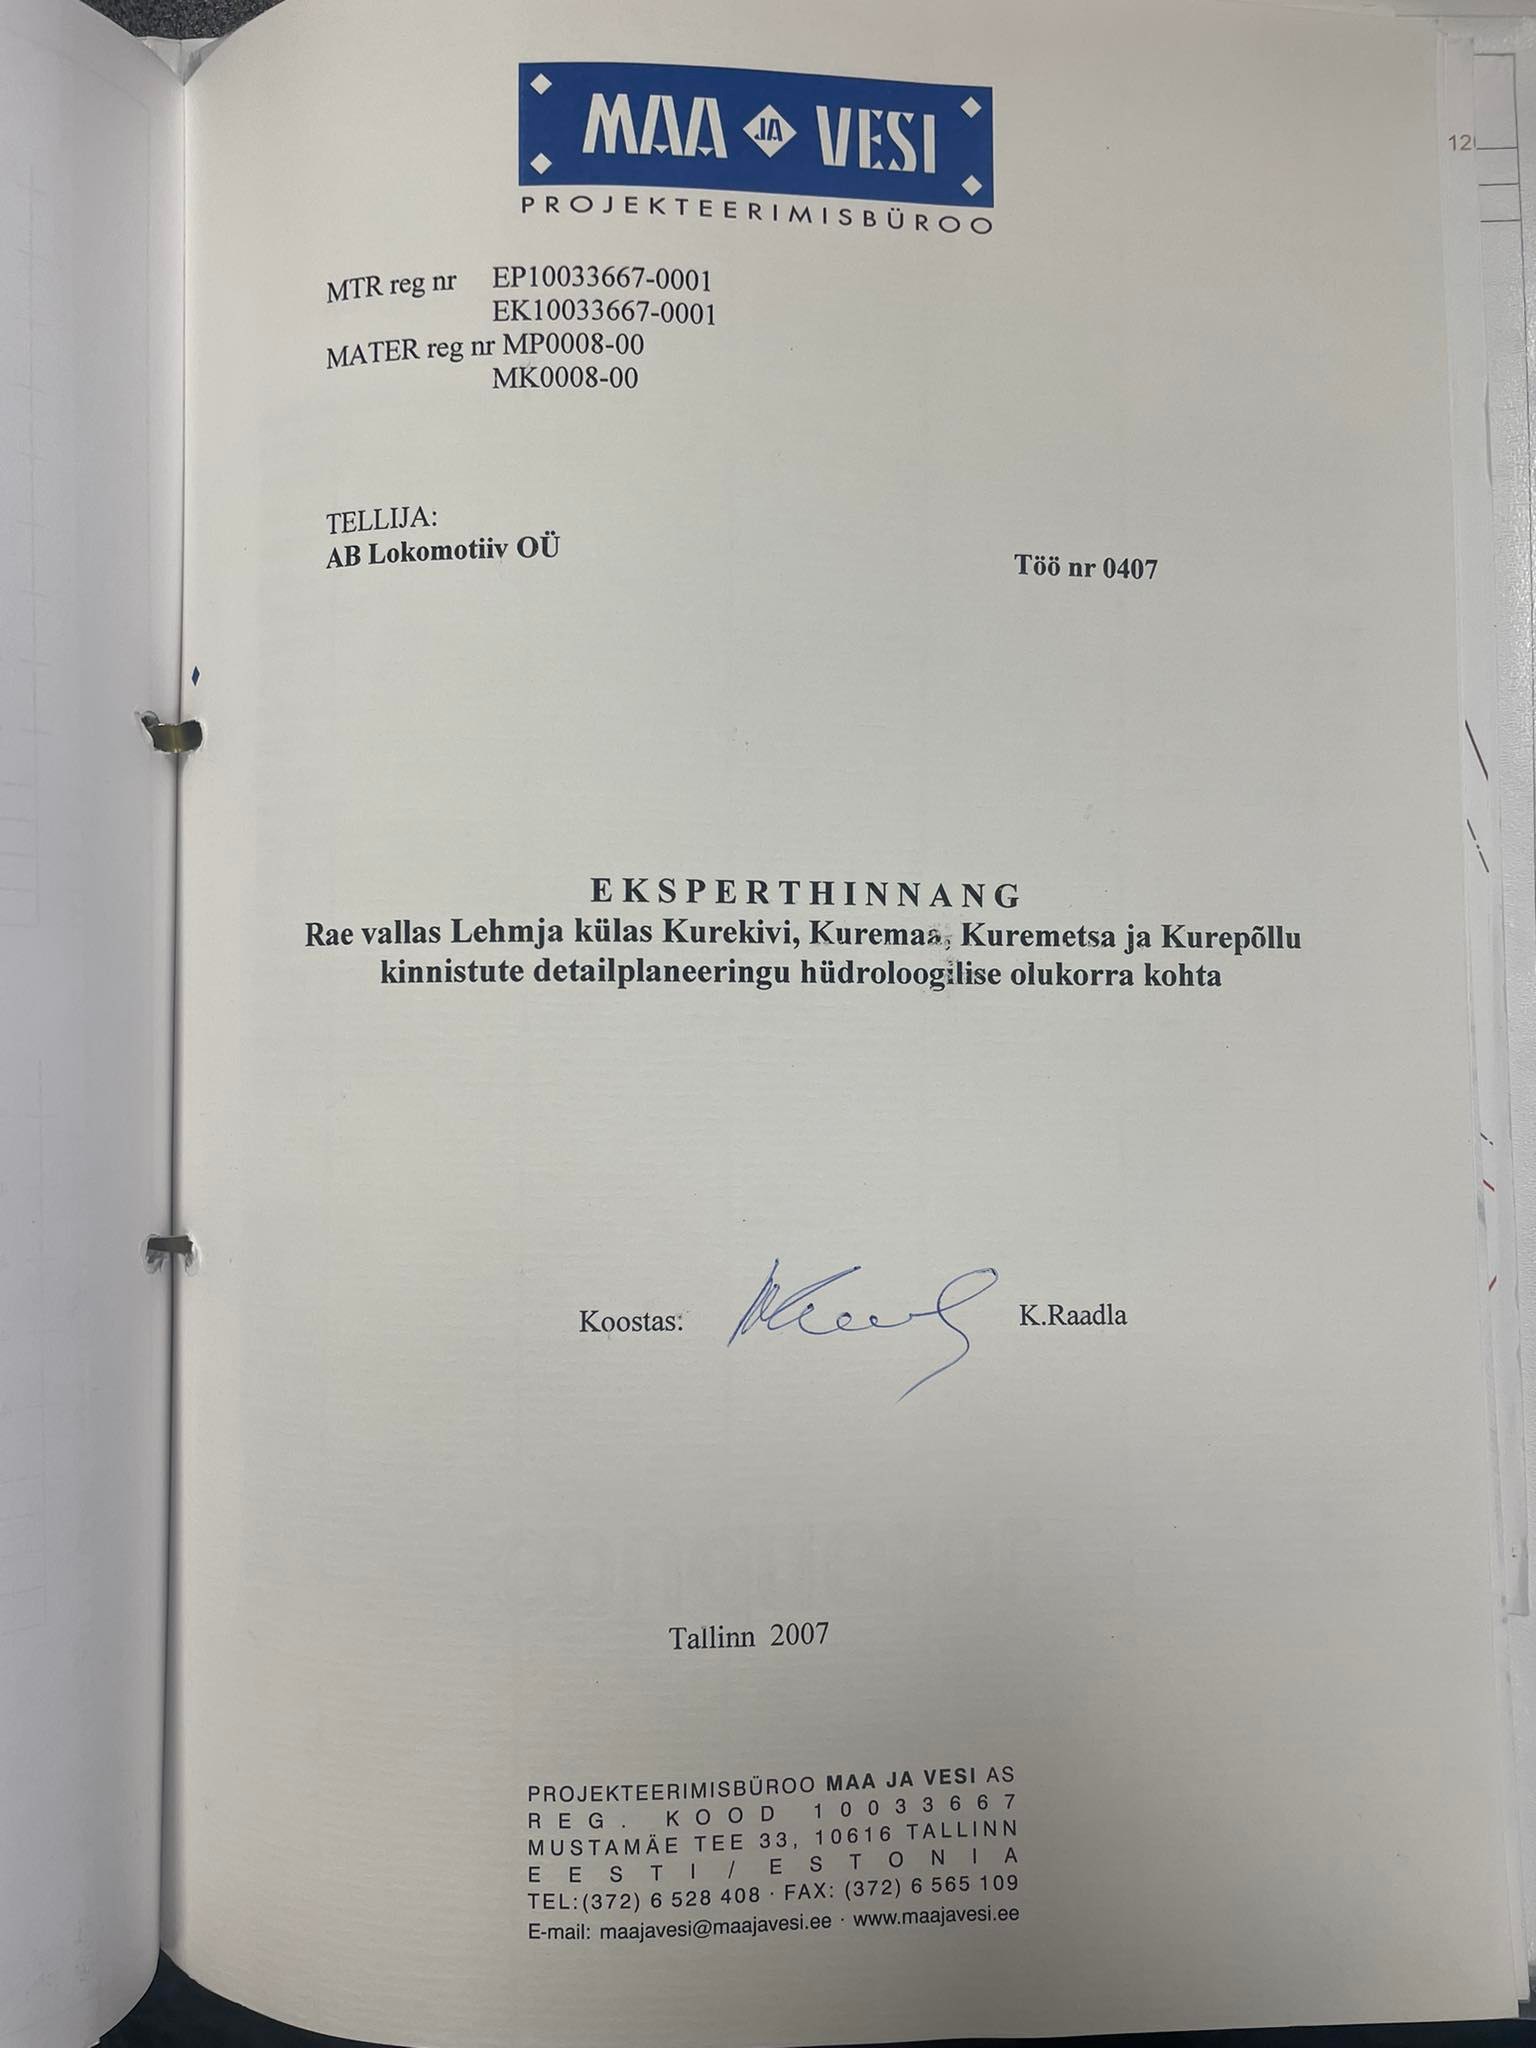 MAA JA VESI
PROJEKTEERIMISBÜROO
MTR reg nr EP10033667-0001
EK10033667-0001
MATER reg nr MP0008-00
MK0008-00
TELLIJA:
AB Lokomotiiv OÜ
Töö nr 0407
EKSPERTHINNANG
Rae vallas Lehmja külas Kurekivi, Kuremaa, Kuremetsa ja Kurepõllu
kinnistute detailplaneeringu hüdroloogilise olukorra kohta
Koostas: K.Raadla
Tallinn 2007
PROJEKTEERIMISBÜROO MAA JA VESI AS
REG. KOOD 10033667
MUSTAMÄE TEE 33, 10616 TALLINN
EESTI / ESTONIA
TEL:(372) 6 528 408 · FAX: (372) 6 565 109
E-mail: maajavesi@maajavesi.ee · www.maajavesi.ee